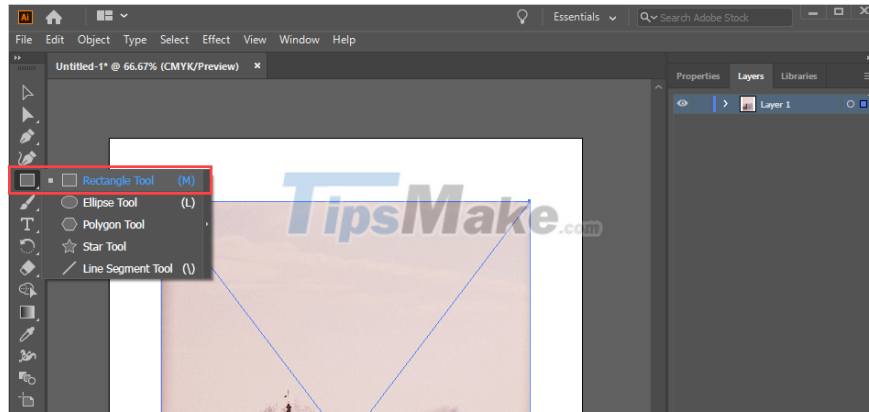 Ai
Essentials
Search Adobe Stock
File Edit Object Type Select Effect View Window Help
Untitled-1* @ 66.67% (CMYK/Preview) ×
Properties Layers Libraries
Layer 1
Rectangle Tool (M)
Ellipse Tool (L)
Polygon Tool
Star Tool
Line Segment Tool (\)
TipsMake.com